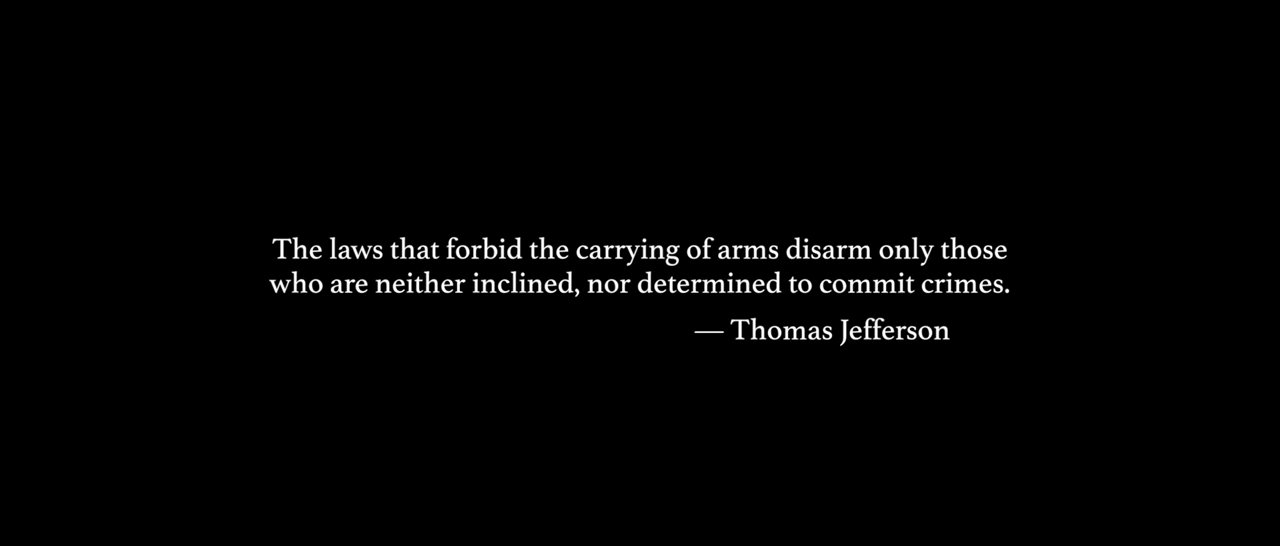 The laws that forbid the carrying of arms disarm only those
who are neither inclined, nor determined to commit crimes.
— Thomas Jefferson